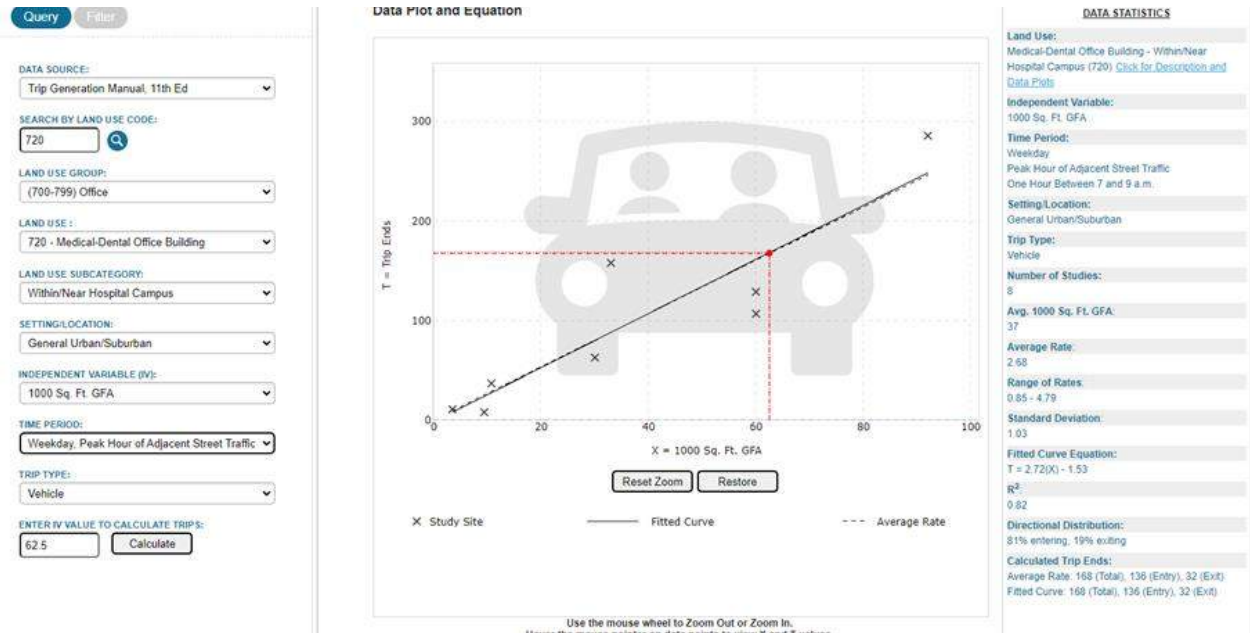 Query
Filter
DATA SOURCE:
Trip Generation Manual, 11th Ed
SEARCH BY LAND USE CODE:
720
LAND USE GROUP:
(700-799) Office
LAND USE :
720 - Medical-Dental Office Building
LAND USE SUBCATEGORY:
Within/Near Hospital Campus
SETTING/LOCATION:
General Urban/Suburban
INDEPENDENT VARIABLE (IV):
1000 Sq. Ft. GFA
TIME PERIOD:
Weekday, Peak Hour of Adjacent Street Traffic
TRIP TYPE:
Vehicle
ENTER IV VALUE TO CALCULATE TRIPS:
62.5
Calculate
Data Plot and Equation
300
200
100
0
T = Trip Ends
0 20 40 60 80 100
X = 1000 Sq. Ft. GFA
Reset Zoom
Restore
Study Site
Fitted Curve
Average Rate
Use the mouse wheel to Zoom Out or Zoom In.
DATA STATISTICS
Land Use:
Medical-Dental Office Building - Within/Near
Hospital Campus (720) Click for Description and
Data Plots
Independent Variable:
1000 Sq. Ft. GFA
Time Period:
Weekday
Peak Hour of Adjacent Street Traffic
One Hour Between 7 and 9 a.m.
Setting/Location:
General Urban/Suburban
Trip Type:
Vehicle
Number of Studies:
8
Avg. 1000 Sq. Ft. GFA:
37
Average Rate:
2.68
Range of Rates:
0.85 - 4.79
Standard Deviation:
1.03
Fitted Curve Equation:
T = 2.72(X) - 1.53
R²:
0.82
Directional Distribution:
81% entering, 19% exiting
Calculated Trip Ends:
Average Rate: 168 (Total), 136 (Entry), 32 (Exit)
Fitted Curve: 168 (Total), 136 (Entry), 32 (Exit)